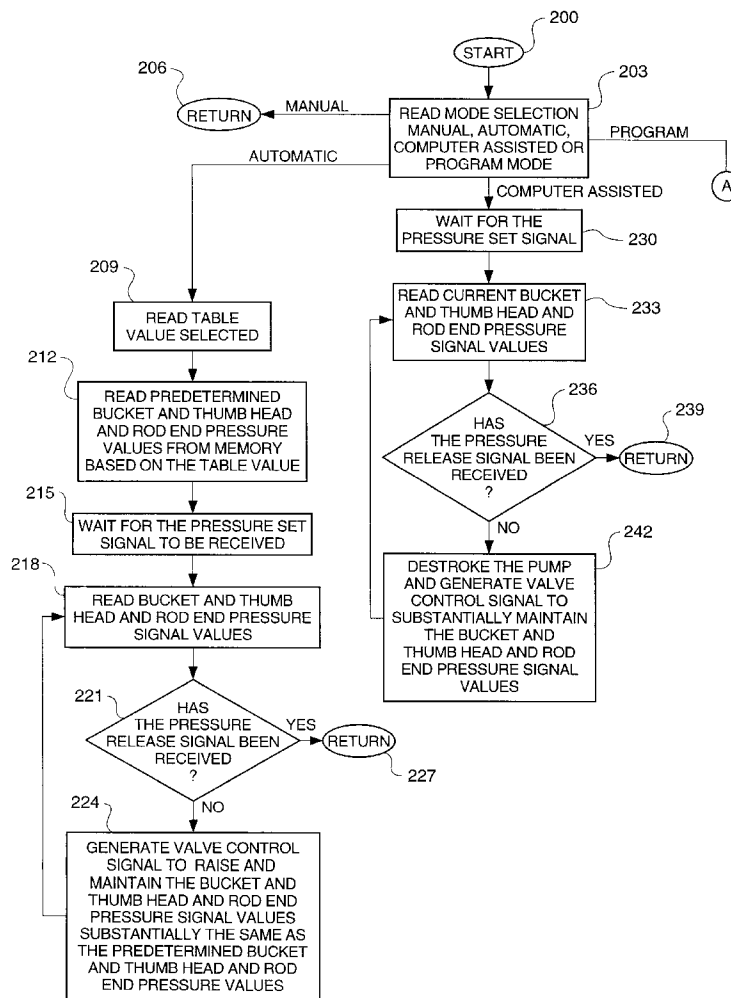 200
START
206
RETURN
MANUAL
203
READ MODE SELECTION
MANUAL, AUTOMATIC,
COMPUTER ASSISTED OR
PROGRAM MODE
PROGRAM
A
AUTOMATIC
COMPUTER ASSISTED
WAIT FOR THE
PRESSURE SET SIGNAL
230
READ CURRENT BUCKET
AND THUMB HEAD AND
ROD END PRESSURE
SIGNAL VALUES
233
236
HAS
THE PRESSURE
RELEASE SIGNAL BEEN
RECEIVED
?
YES
239
RETURN
NO
242
DESTROKE THE PUMP
AND GENERATE VALVE
CONTROL SIGNAL TO
SUBSTANTIALLY MAINTAIN
THE BUCKET AND
THUMB HEAD AND ROD
END PRESSURE SIGNAL
VALUES
209
READ TABLE
VALUE SELECTED
212
READ PREDETERMINED
BUCKET AND THUMB HEAD
AND ROD END PRESSURE
VALUES FROM MEMORY
BASED ON THE TABLE VALUE
215
WAIT FOR THE PRESSURE SET
SIGNAL TO BE RECEIVED
218
READ BUCKET AND THUMB
HEAD AND ROD END PRESSURE
SIGNAL VALUES
221
HAS
THE PRESSURE
RELEASE SIGNAL BEEN
RECEIVED
?
YES
RETURN
227
NO
224
GENERATE VALVE CONTROL
SIGNAL TO RAISE AND
MAINTAIN THE BUCKET AND
THUMB HEAD AND ROD END
PRESSURE SIGNAL VALUES
SUBSTANTIALLY THE SAME AS
THE PREDETERMINED BUCKET
AND THUMB HEAD AND ROD
END PRESSURE VALUES